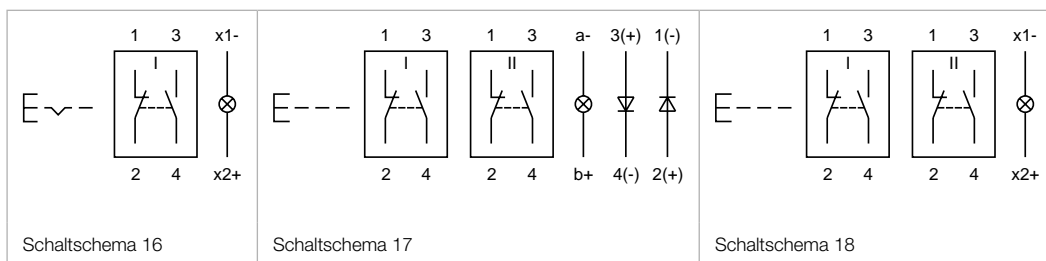 1 3 x1-
I
2 4 x2+
Schaltschema 16
1 3 1 3 a- 3(+) 1(-)
I II
2 4 2 4 b+ 4(-) 2(+)
Schaltschema 17
1 3 1 3 x1-
I II
2 4 2 4 x2+
Schaltschema 18